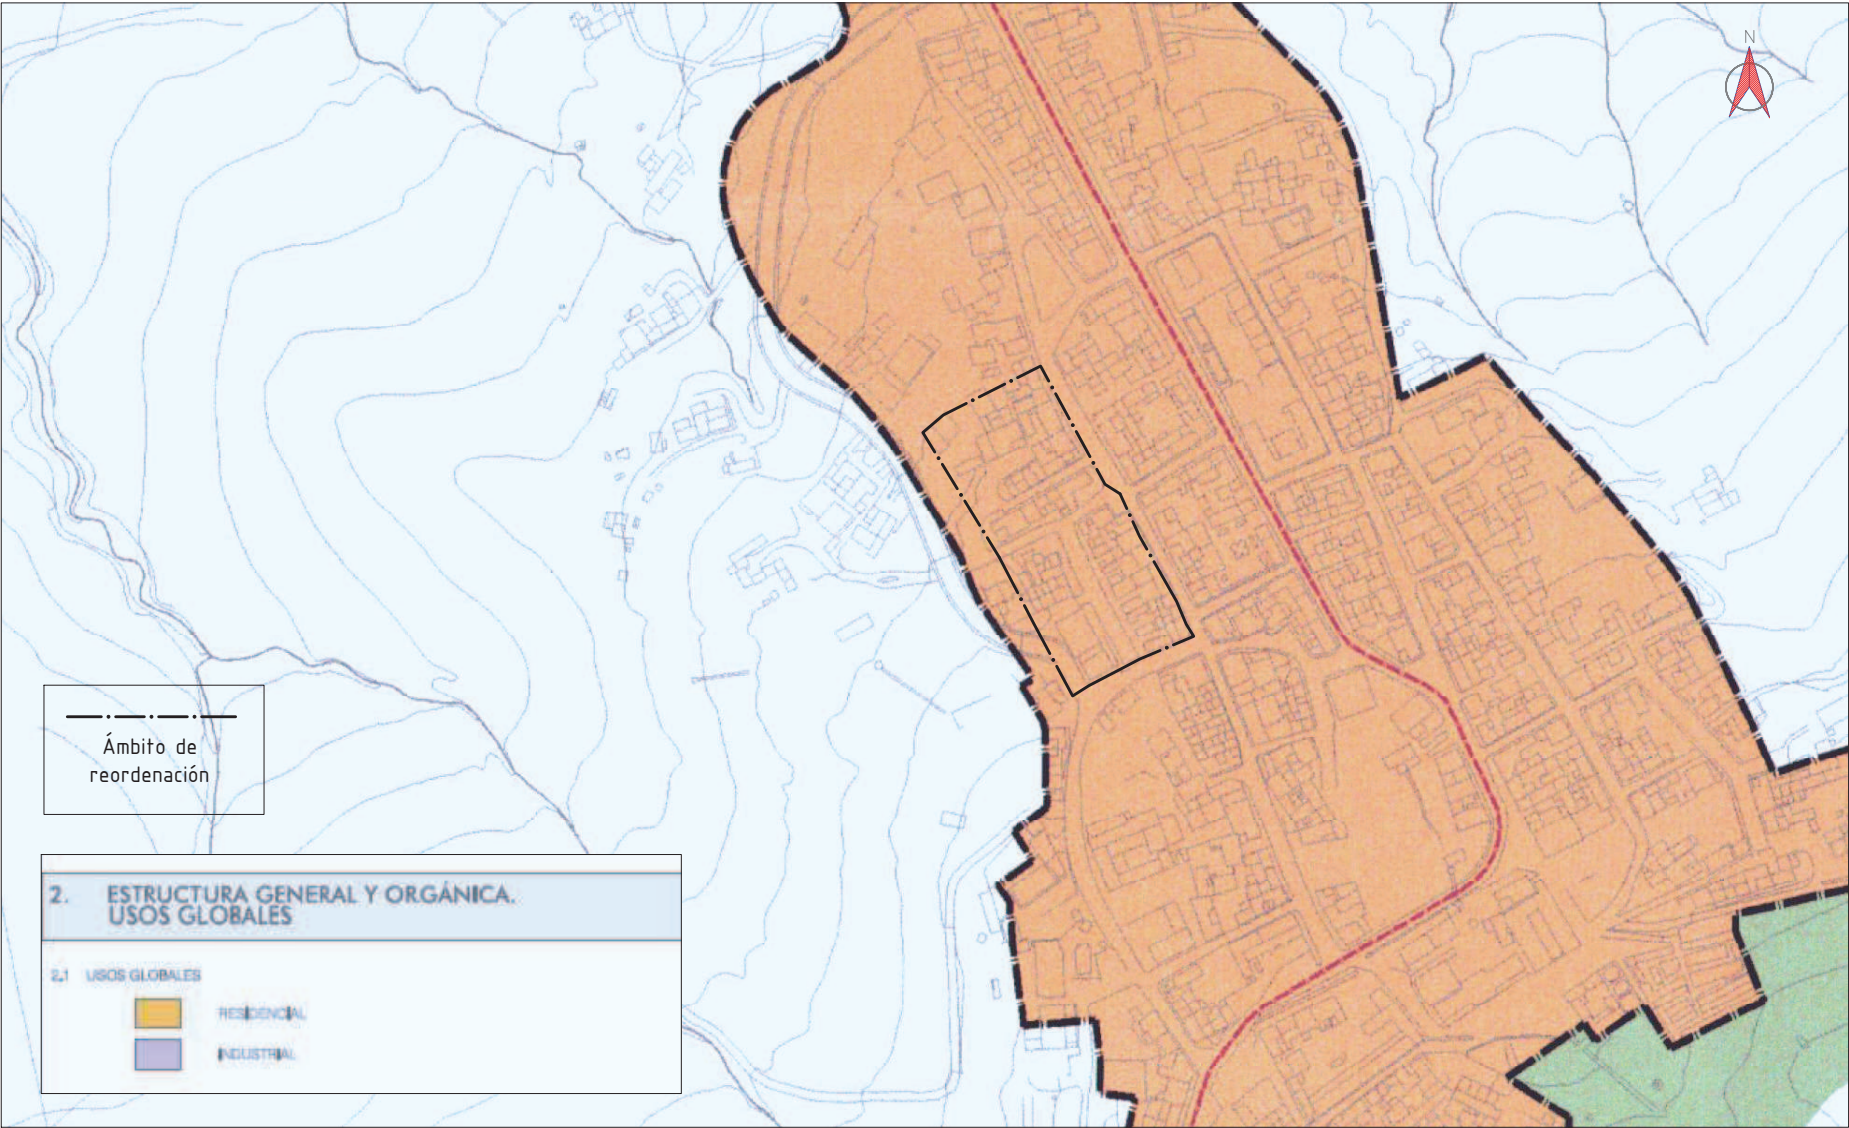 N
Ámbito de
reordenación
2. ESTRUCTURA GENERAL Y ORGÁNICA.
USOS GLOBALES
2.1 USOS GLOBALES
RESIDENCIAL
INDUSTRIAL